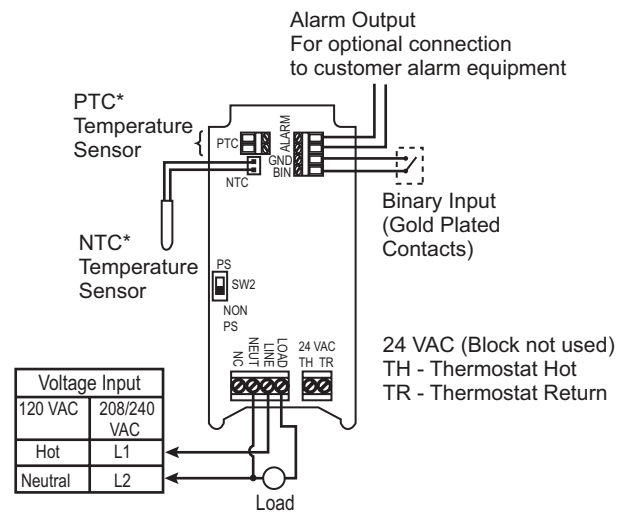 Alarm Output
For optional connection
to customer alarm equipment
PTC*
Temperature
Sensor
PTC
ALARM
GND
BIN
NTC
Binary Input
(Gold Plated
Contacts)
NTC*
Temperature
Sensor
PS
SW2
NON
PS
NC
NEUT
LINE
LOAD
24 VAC
TH TR
24 VAC (Block not used)
TH - Thermostat Hot
TR - Thermostat Return
Voltage Input
120 VAC
208/240
VAC
Hot
L1
Neutral
L2
Load